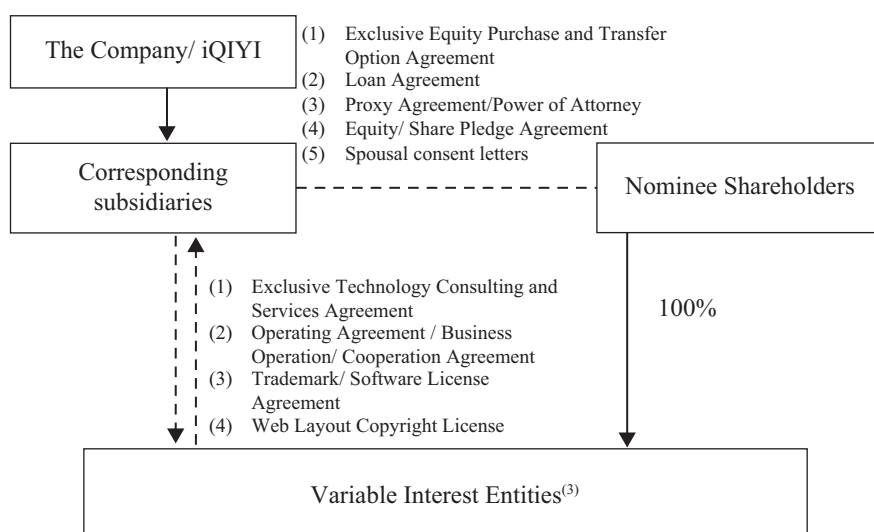 The Company/ iQIYI
(1) Exclusive Equity Purchase and Transfer
Option Agreement
(2) Loan Agreement
(3) Proxy Agreement/Power of Attorney
(4) Equity/ Share Pledge Agreement
(5) Spousal consent letters
Corresponding
subsidiaries
Nominee Shareholders
(1) Exclusive Technology Consulting and
Services Agreement
(2) Operating Agreement / Business
Operation/ Cooperation Agreement
(3) Trademark/ Software License
Agreement
(4) Web Layout Copyright License
100%
Variable Interest Entities(3)